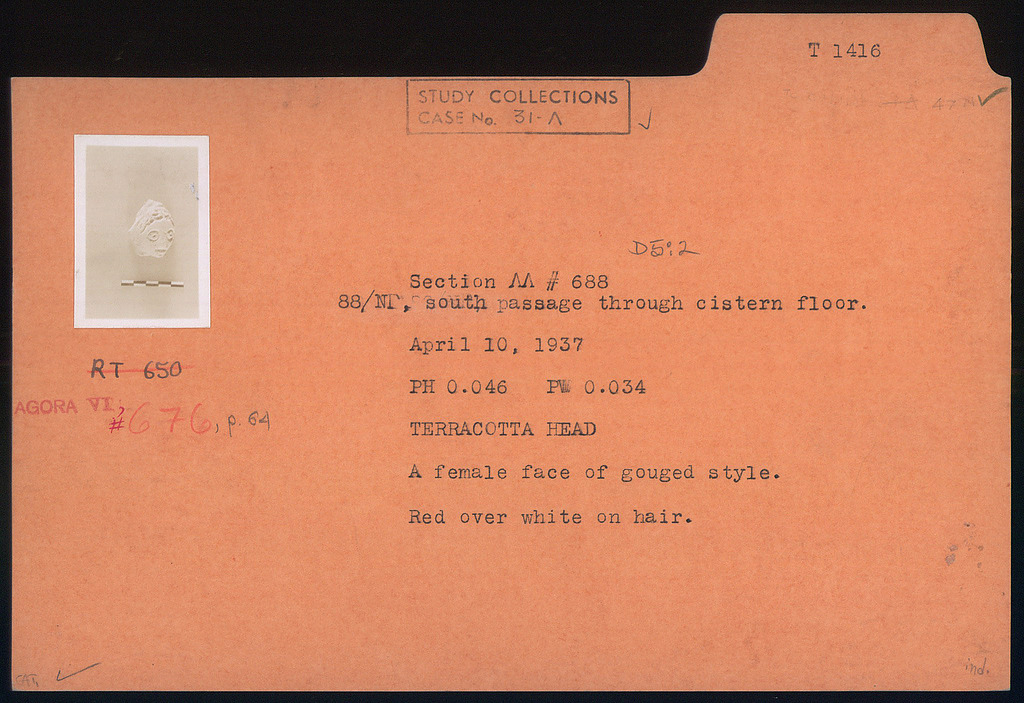 T 1416
STUDY COLLECTIONS
CASE No. 31-A
D5:2
Section ΛΛ # 688
88/ΝΓ, south passage through cistern floor.
April 10, 1937
PH 0.046 PW 0.034
RT 650
AGORA VI,
#676, p. 64
TERRACOTTA HEAD
A female face of gouged style.
Red over white on hair.
ind.